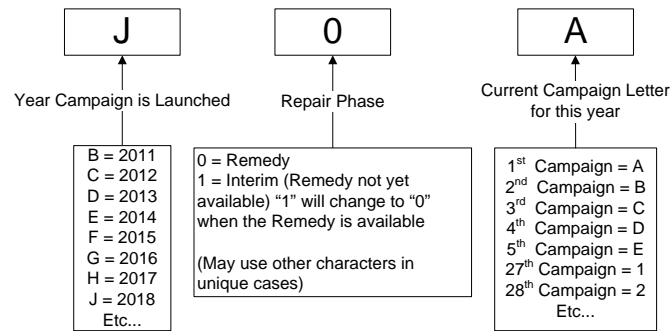 J 0 A
Year Campaign is Launched
Repair Phase
Current Campaign Letter
for this year
B = 2011
C = 2012
D = 2013
E = 2014
F = 2015
G = 2016
H = 2017
J = 2018
Etc...
0 = Remedy
1 = Interim (Remedy not yet
available) “1” will change to “0”
when the Remedy is available
(May use other characters in
unique cases)
1st Campaign = A
2nd Campaign = B
3rd Campaign = C
4th Campaign = D
5th Campaign = E
27th Campaign = 1
28th Campaign = 2
Etc...